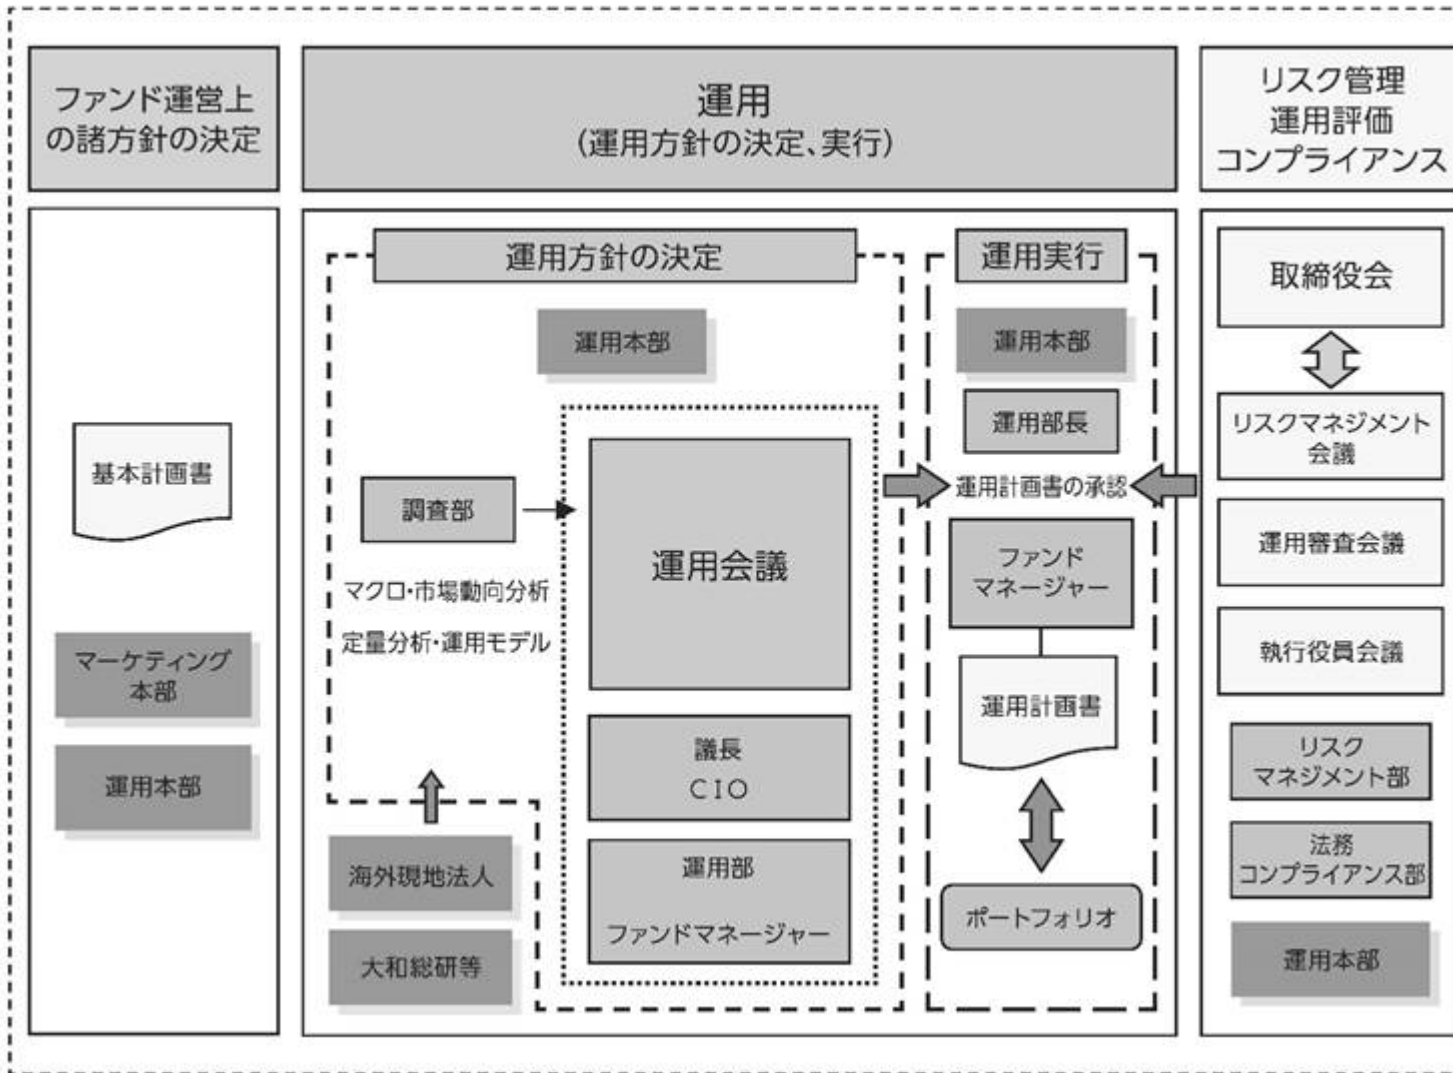 ファンド運営上
の諸方針の決定
運用
(運用方針の決定、実行)
リスク管理
運用評価
コンプライアンス
基本計画書
マーケティング
本部
運用本部
運用方針の決定
運用本部
調査部
マクロ・市場動向分析
定量分析・運用モデル
海外現地法人
大和総研等
運用会議
議長
CIO
運用部
ファンドマネージャー
運用実行
運用本部
運用部長
運用計画書の承認
ファンド
マネージャー
運用計画書
ポートフォリオ
取締役会
リスクマネジメント
会議
運用審査会議
執行役員会議
リスク
マネジメント部
法務
コンプライアンス部
運用本部